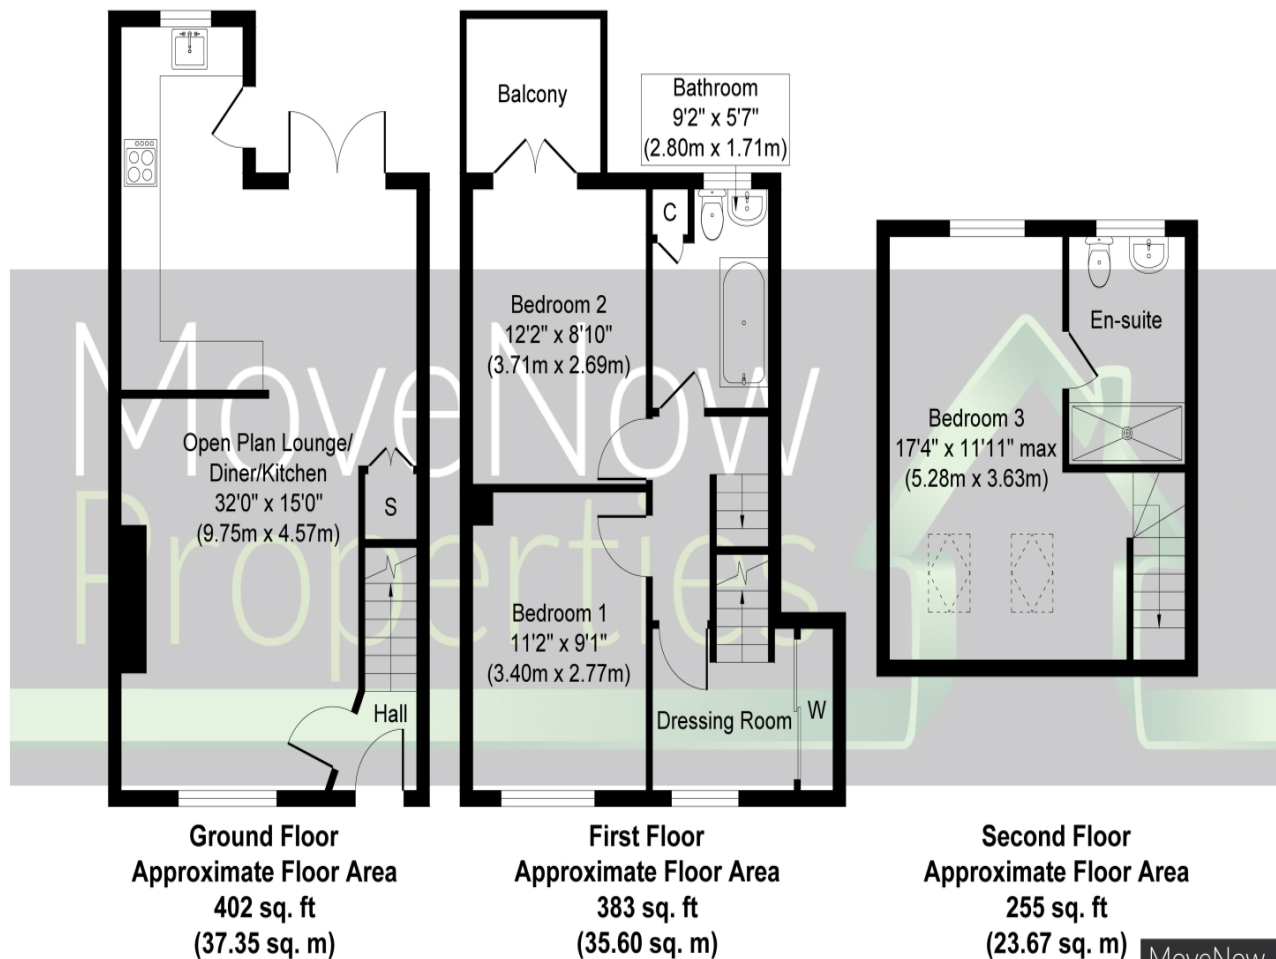 Balcony
Bathroom
9'2" x 5'7"
(2.80m x 1.71m)
C
Bedroom 2
12'2" x 8'10"
(3.71m x 2.69m)
En-suite
MoveNow
Properties
Open Plan Lounge/
Diner/Kitchen
32'0" x 15'0"
(9.75m x 4.57m)
S
Bedroom 3
17'4" x 11'11" max
(5.28m x 3.63m)
Bedroom 1
11'2" x 9'1"
(3.40m x 2.77m)
Hall
Dressing Room
W
Ground Floor
Approximate Floor Area
402 sq. ft
(37.35 sq. m)
First Floor
Approximate Floor Area
383 sq. ft
(35.60 sq. m)
Second Floor
Approximate Floor Area
255 sq. ft
(23.67 sq. m)
MoveNow